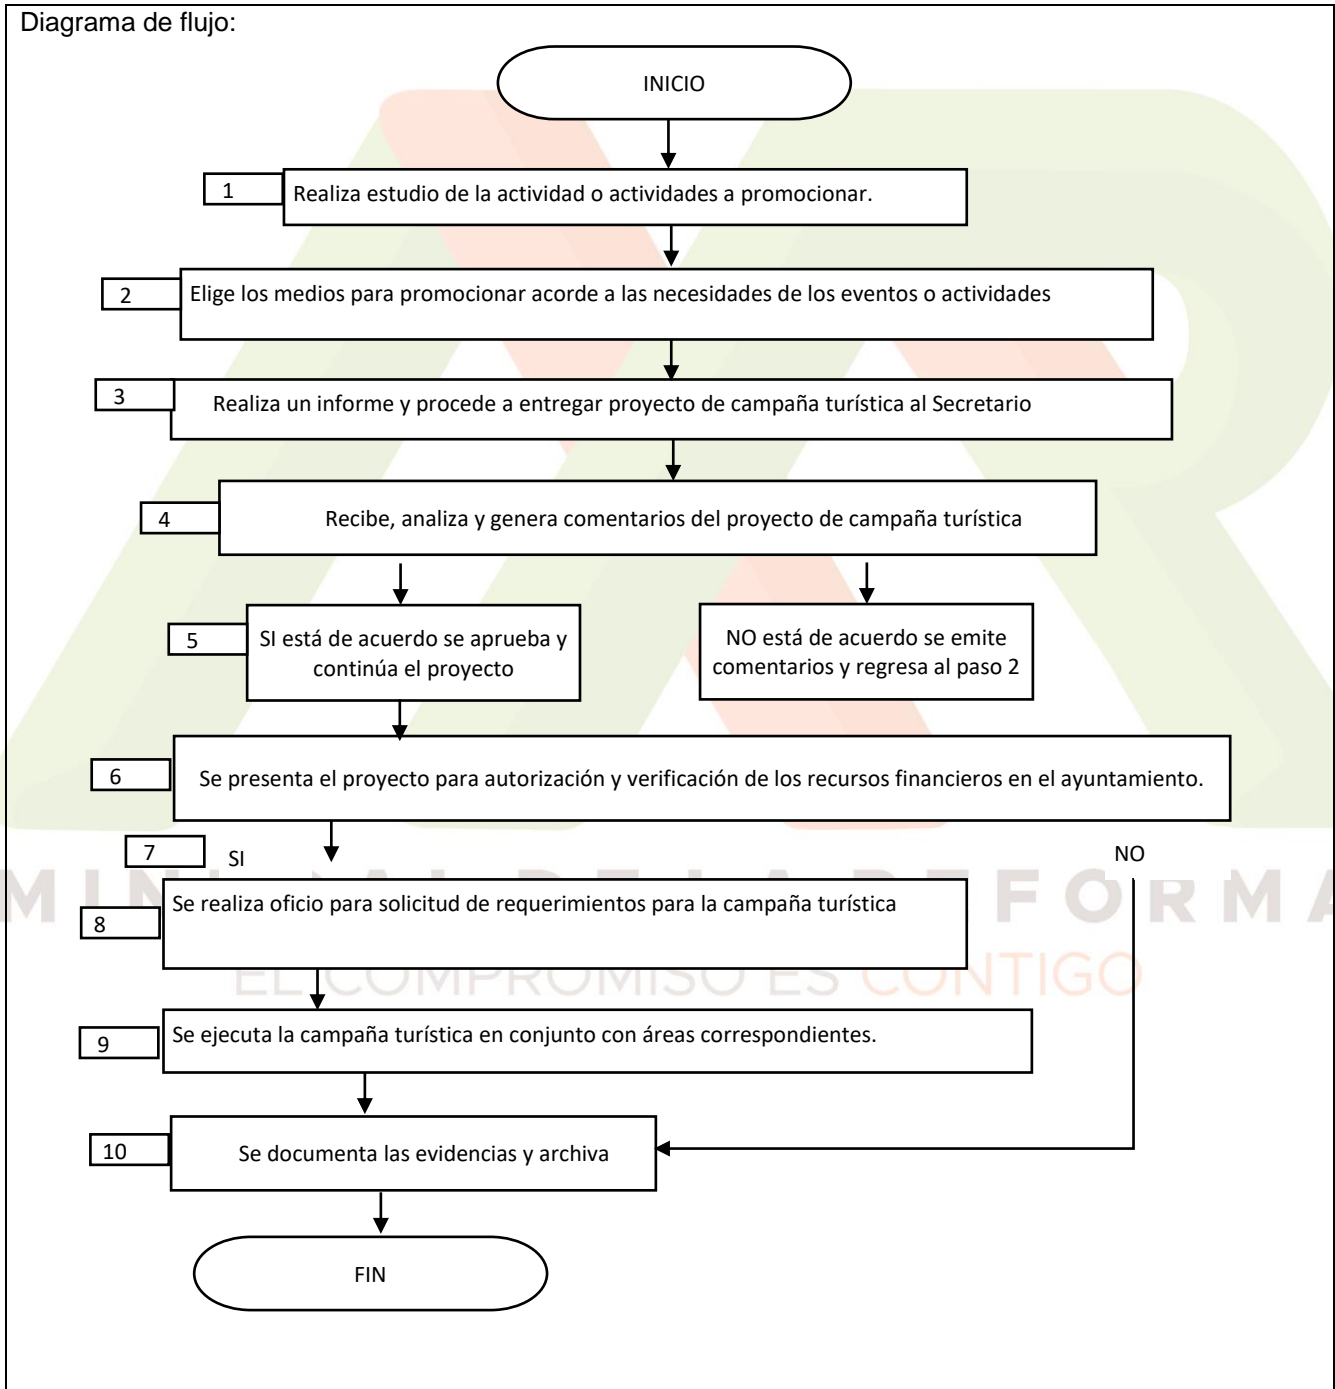 Diagrama de flujo:
INICIO
1
Realiza estudio de la actividad o actividades a promocionar.
2
Elige los medios para promocionar acorde a las necesidades de los eventos o actividades
3
Realiza un informe y procede a entregar proyecto de campaña turística al Secretario
4
Recibe, analiza y genera comentarios del proyecto de campaña turística
5
SI está de acuerdo se aprueba y
continúa el proyecto
NO está de acuerdo se emite
comentarios y regresa al paso 2
6
Se presenta el proyecto para autorización y verificación de los recursos financieros en el ayuntamiento.
7
SI
NO
8
Se realiza oficio para solicitud de requerimientos para la campaña turística
EL COMPROMISO ES CONTIGO
9
Se ejecuta la campaña turística en conjunto con áreas correspondientes.
10
Se documenta las evidencias y archiva
FIN